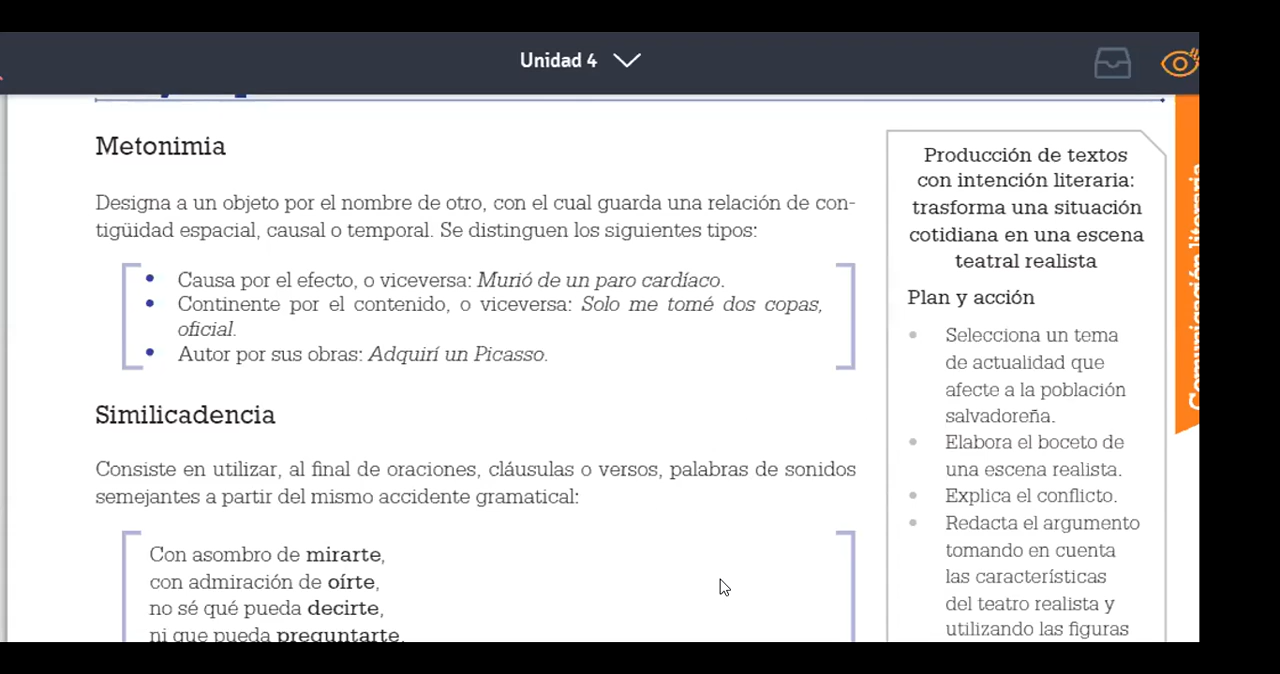 Unidad 4
Metonimia
Designa a un objeto por el nombre de otro, con el cual guarda una relación de con-
tigüidad espacial, causal o temporal. Se distinguen los siguientes tipos:
• Causa por el efecto, o viceversa: Murió de un paro cardíaco.
• Continente por el contenido, o viceversa: Solo me tomé dos copas,
oficial.
• Autor por sus obras: Adquirí un Picasso.
Similicadencia
Consiste en utilizar, al final de oraciones, cláusulas o versos, palabras de sonidos
semejantes a partir del mismo accidente gramatical:
Con asombro de mirarte,
con admiración de oírte,
no sé qué pueda decirte,
ni que pueda preguntarte.
Producción de textos
con intención literaria:
trasforma una situación
cotidiana en una escena
teatral realista
Plan y acción
• Selecciona un tema
de actualidad que
afecte a la población
salvadoreña.
• Elabora el boceto de
una escena realista.
• Explica el conflicto.
• Redacta el argumento
tomando en cuenta
las características
del teatro realista y
utilizando las figuras
Comunicación literaria